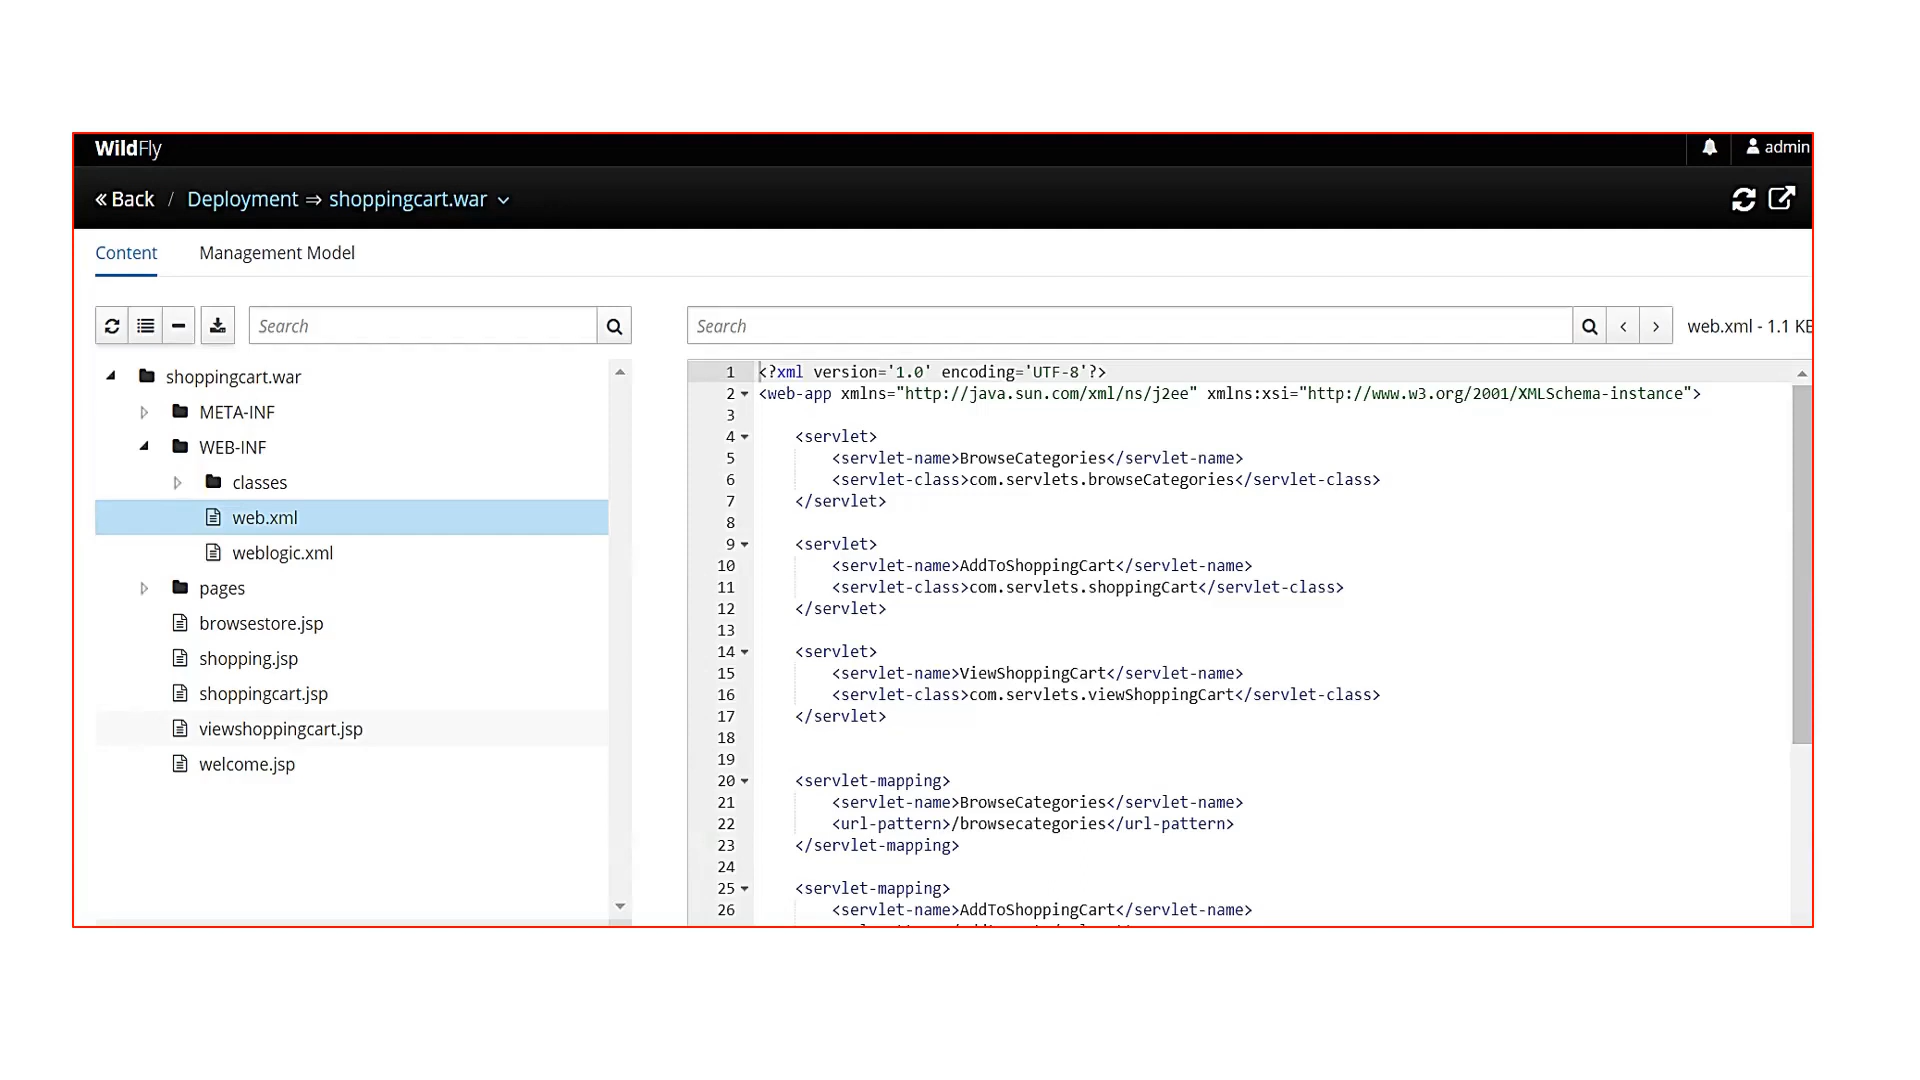 WildFly
admin
« Back / Deployment ⇒ shoppingcart.war
Content Management Model
Search
Search
web.xml - 1.1 KB
shoppingcart.war
META-INF
WEB-INF
classes
web.xml
weblogic.xml
pages
browsestore.jsp
shopping.jsp
shoppingcart.jsp
viewshoppingcart.jsp
welcome.jsp
1 <?xml version='1.0' encoding='UTF-8'?>
2 <web-app xmlns="http://java.sun.com/xml/ns/j2ee" xmlns:xsi="http://www.w3.org/2001/XMLSchema-instance">
3
4 <servlet>
5 <servlet-name>BrowseCategories</servlet-name>
6 <servlet-class>com.servlets.browseCategories</servlet-class>
7 </servlet>
8
9 <servlet>
10 <servlet-name>AddToShoppingCart</servlet-name>
11 <servlet-class>com.servlets.shoppingCart</servlet-class>
12 </servlet>
13
14 <servlet>
15 <servlet-name>ViewShoppingCart</servlet-name>
16 <servlet-class>com.servlets.viewShoppingCart</servlet-class>
17 </servlet>
18
19
20 <servlet-mapping>
21 <servlet-name>BrowseCategories</servlet-name>
22 <url-pattern>/browsecategories</url-pattern>
23 </servlet-mapping>
24
25 <servlet-mapping>
26 <servlet-name>AddToShoppingCart</servlet-name>